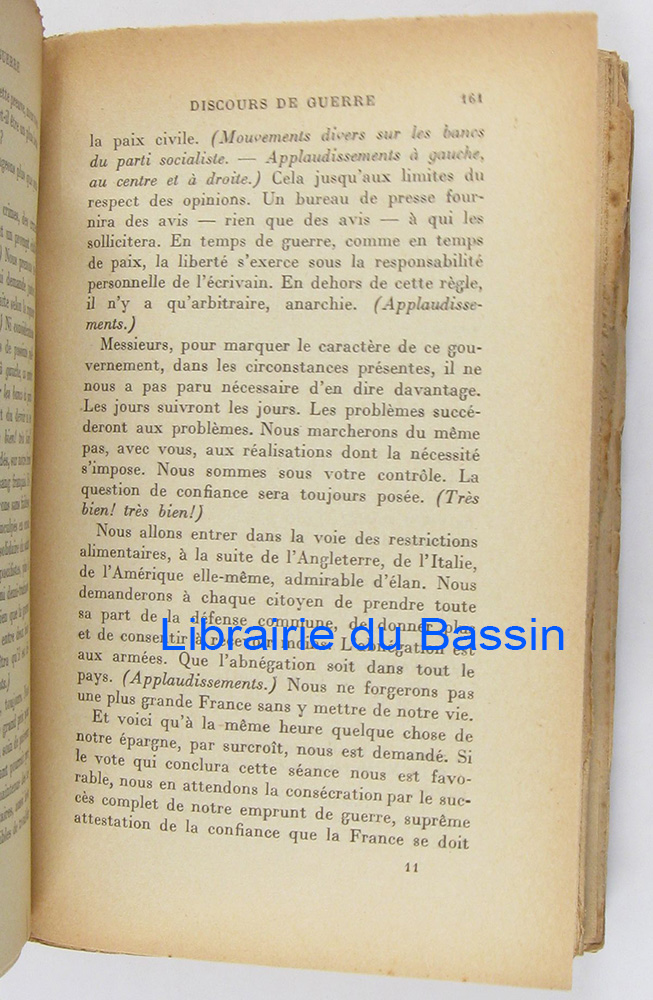 DISCOURS DE GUERRE 161
la paix civile. (Mouvements divers sur les bancs
du parti socialiste. — Applaudissements à gauche,
au centre et à droite.) Cela jusqu'aux limites du
respect des opinions. Un bureau de presse four-
nira des avis — rien que des avis — à qui les
sollicitera. En temps de guerre, comme en temps
de paix, la liberté s'exerce sous la responsabilité
personnelle de l'écrivain. En dehors de cette règle,
il n'y a qu'arbitraire, anarchie. (Applaudisse-
ments.)
Messieurs, pour marquer le caractère de ce gou-
vernement, dans les circonstances présentes, il ne
nous a pas paru nécessaire d'en dire davantage.
Les jours suivront les jours. Les problèmes succé-
deront aux problèmes. Nous marcherons du même
pas, avec vous, aux réalisations dont la nécessité
s'impose. Nous sommes sous votre contrôle. La
question de confiance sera toujours posée. (Très
bien! très bien!)
Nous allons entrer dans la voie des restrictions
alimentaires, à la suite de l'Angleterre, de l'Italie,
de l'Amérique elle-même, admirable d'élan. Nous
demanderons à chaque citoyen de prendre toute
sa part de la défense commune, de donner plus
et de consentir à recevoir moins. L'abnégation est
aux armées. Que l'abnégation soit dans tout le
pays. (Applaudissements.) Nous ne forgerons pas
une plus grande France sans y mettre de notre vie.
Et voici qu'à la même heure quelque chose de
notre épargne, par surcroît, nous est demandé. Si
le vote qui conclura cette séance nous est favo-
rable, nous en attendons la consécration par le suc-
cès complet de notre emprunt de guerre, suprême
attestation de la confiance que la France se doit
11
Librairie du Bassin